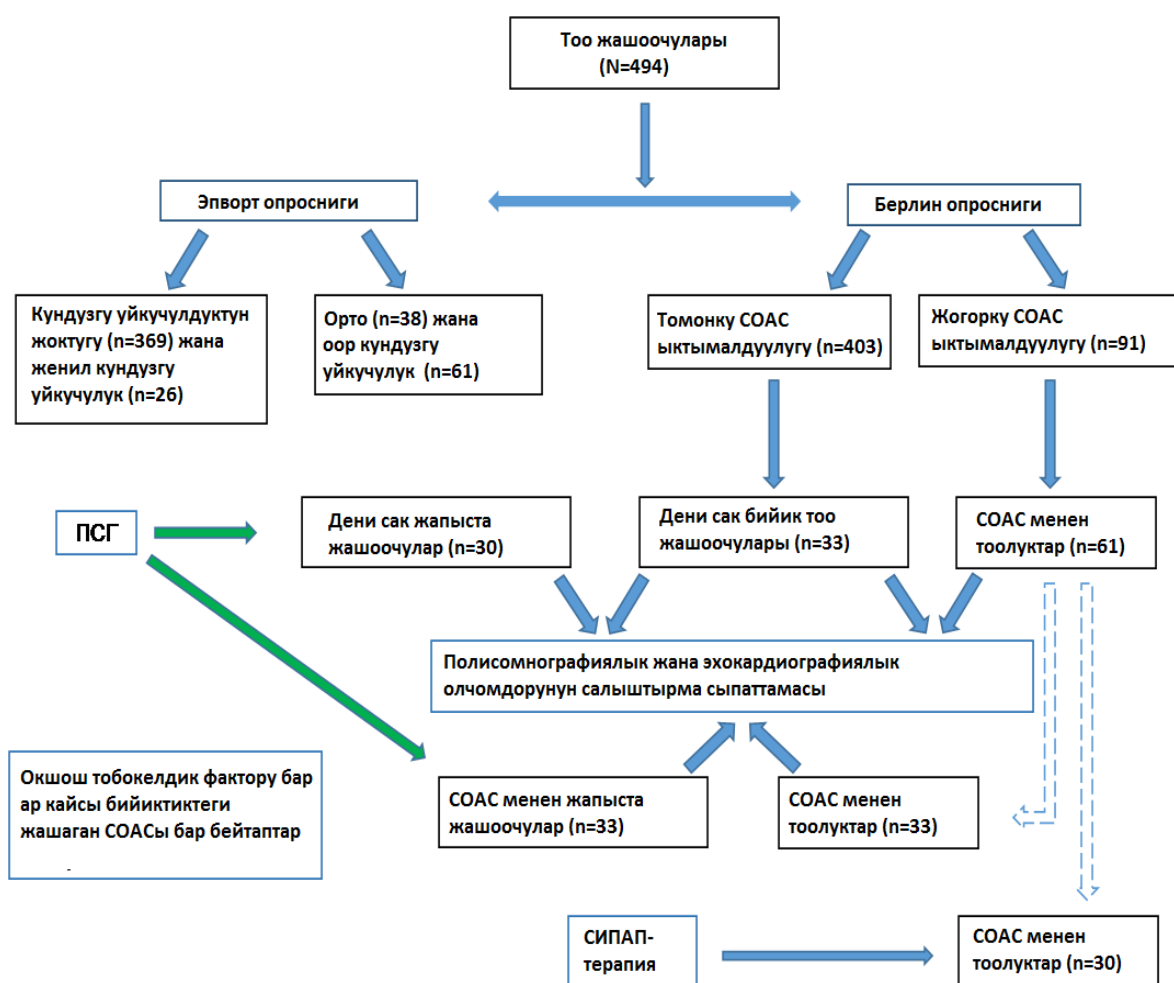 Тоо жашоочулары
(N=494)
Эпворт опросниги
Берлин опросниги
Кундузгу уйкучулдуктун
жоктугу (n=369) жана
женил кундузгу
уйкучулук (n=26)
Орто (n=38) жана
оор кундузгу
уйкучулук (n=61)
Томонку СОАС
ыктымалдуулугу (n=403)
Жогорку СОАС
ыктымалдуулугу (n=91)
ПСГ
Дени сак жапыста
жашоочулар (n=30)
Дени сак бийик тоо
жашоочулары (n=33)
СОАС менен
тоолуктар (n=61)
Полисомнографиялык жана эхокардиографиялык
олчомдорунун салыштырма сыпаттамасы
Окшош тобокелдик фактору бар
ар кайсы бийиктиктеги
жашаган СОАСы бар бейтаптар
СОАС менен жапыста
жашоочулар (n=33)
СОАС менен
тоолуктар (n=33)
СИПАП-
терапия
СОАС менен
тоолуктар (n=30)